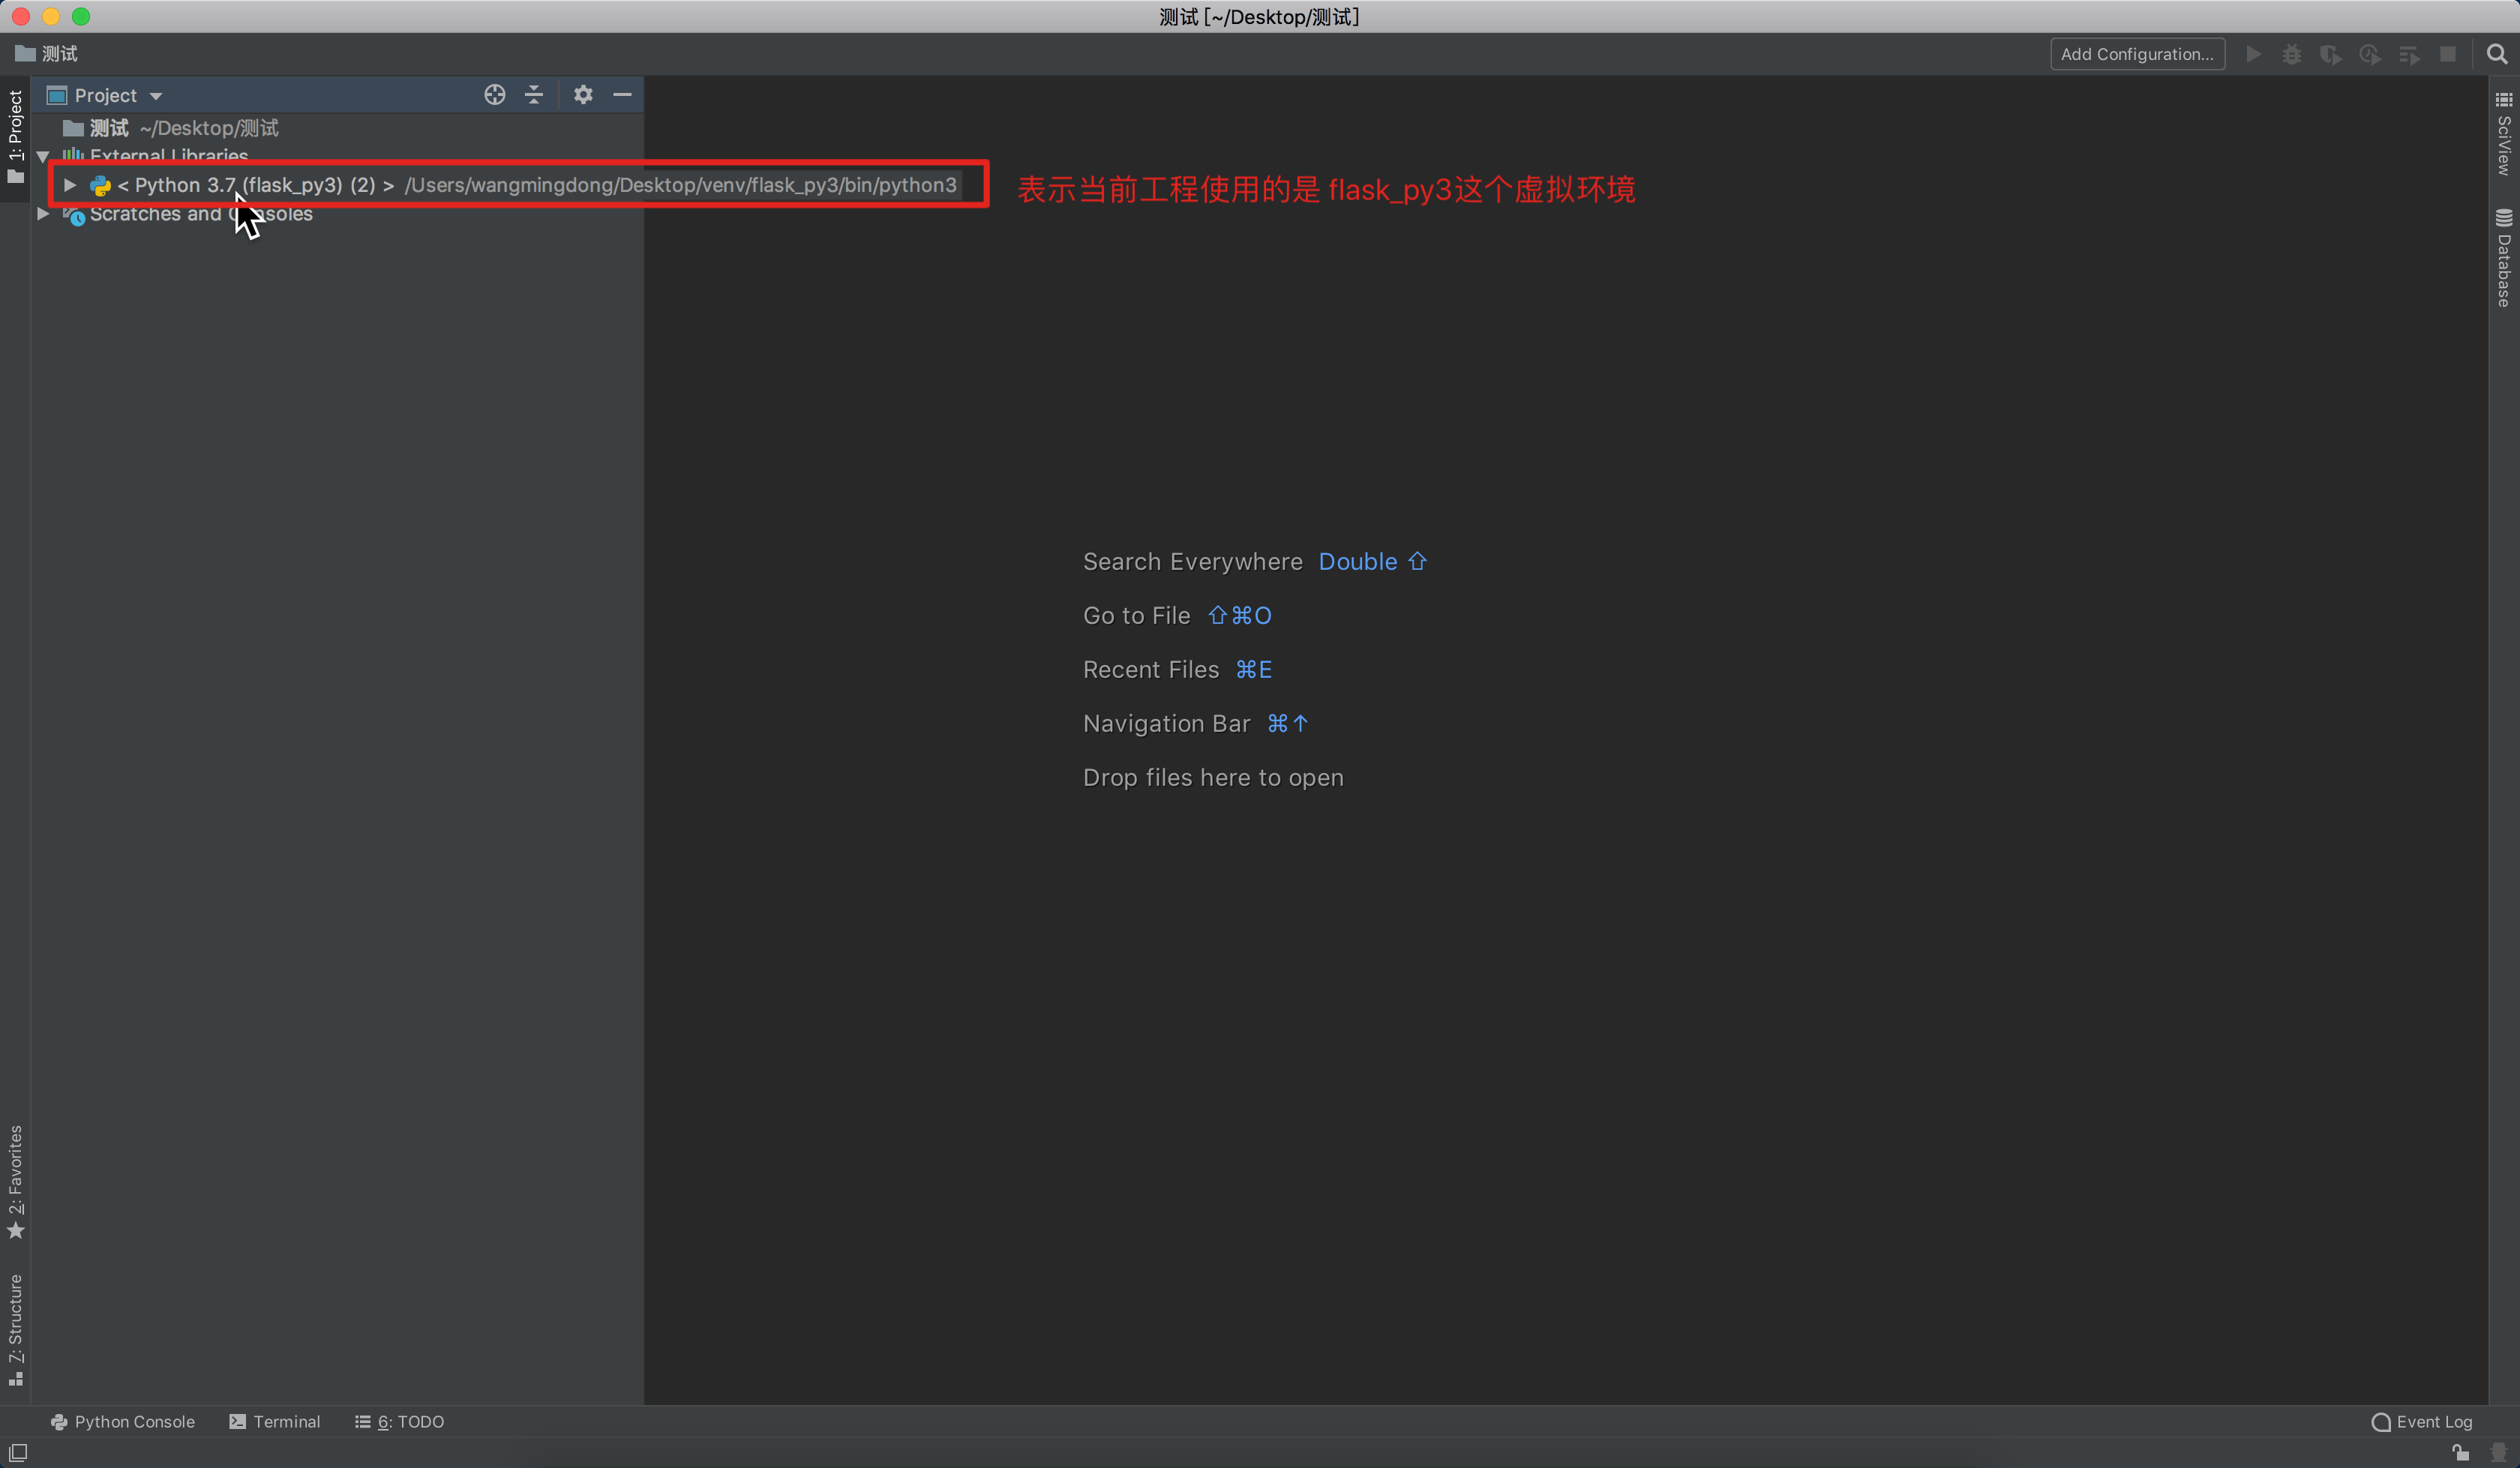 测试 [~/Desktop/测试]
测试
Add Configuration...
1: Project
Project
测试 ~/Desktop/测试
External Libraries
< Python 3.7 (flask_py3) (2) > /Users/wangmingdong/Desktop/venv/flask_py3/bin/python3
表示当前工程使用的是 flask_py3这个虚拟环境
Scratches and Consoles
SciView
Database
Search Everywhere Double ⇧
Go to File ⇧⌘O
Recent Files ⌘E
Navigation Bar ⌘↑
Drop files here to open
2: Favorites
7: Structure
Python Console
Terminal
6: TODO
Event Log